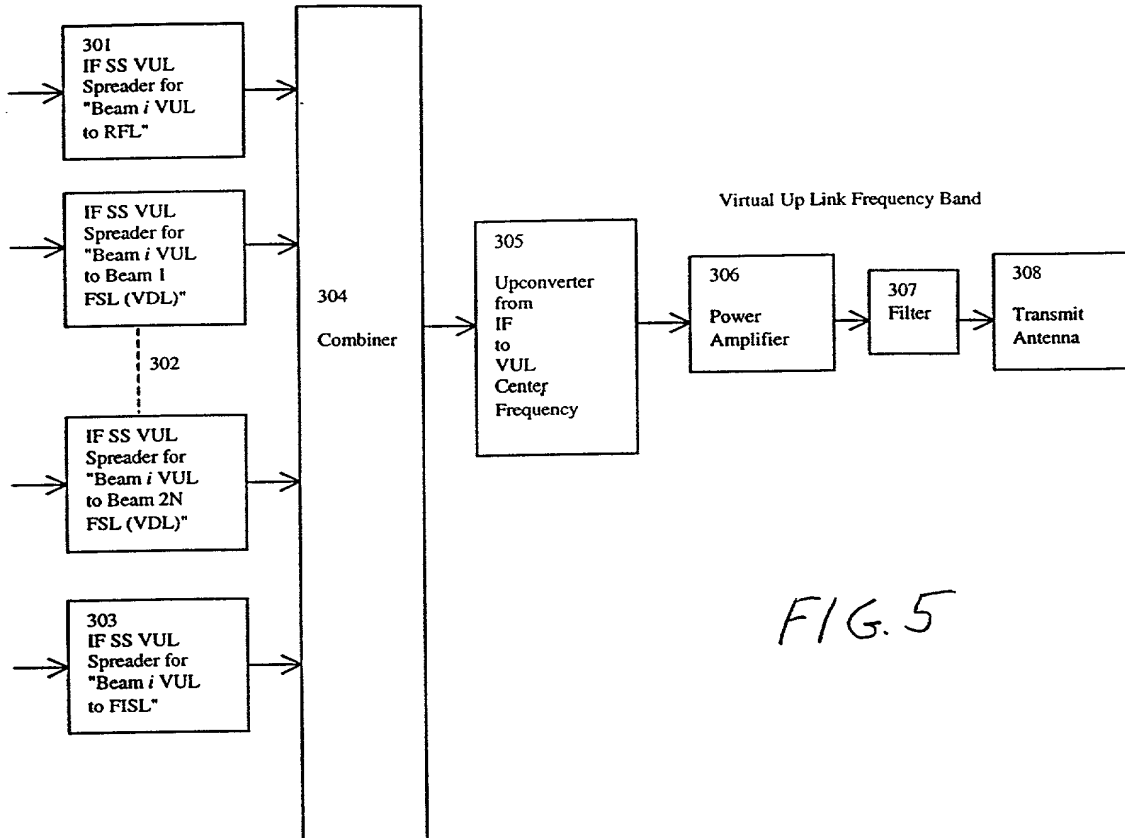 301
IF SS VUL
Spreader for
"Beam i VUL
to RFL"
IF SS VUL
Spreader for
"Beam i VUL
to Beam 1
FSL (VDL)"
302
IF SS VUL
Spreader for
"Beam i VUL
to Beam 2N
FSL (VDL)"
303
IF SS VUL
Spreader for
"Beam i VUL
to FISL"
304
Combiner
305
Upconverter
from
IF
to
VUL
Center
Frequency
Virtual Up Link Frequency Band
306
Power
Amplifier
307
Filter
308
Transmit
Antenna
FIG. 5